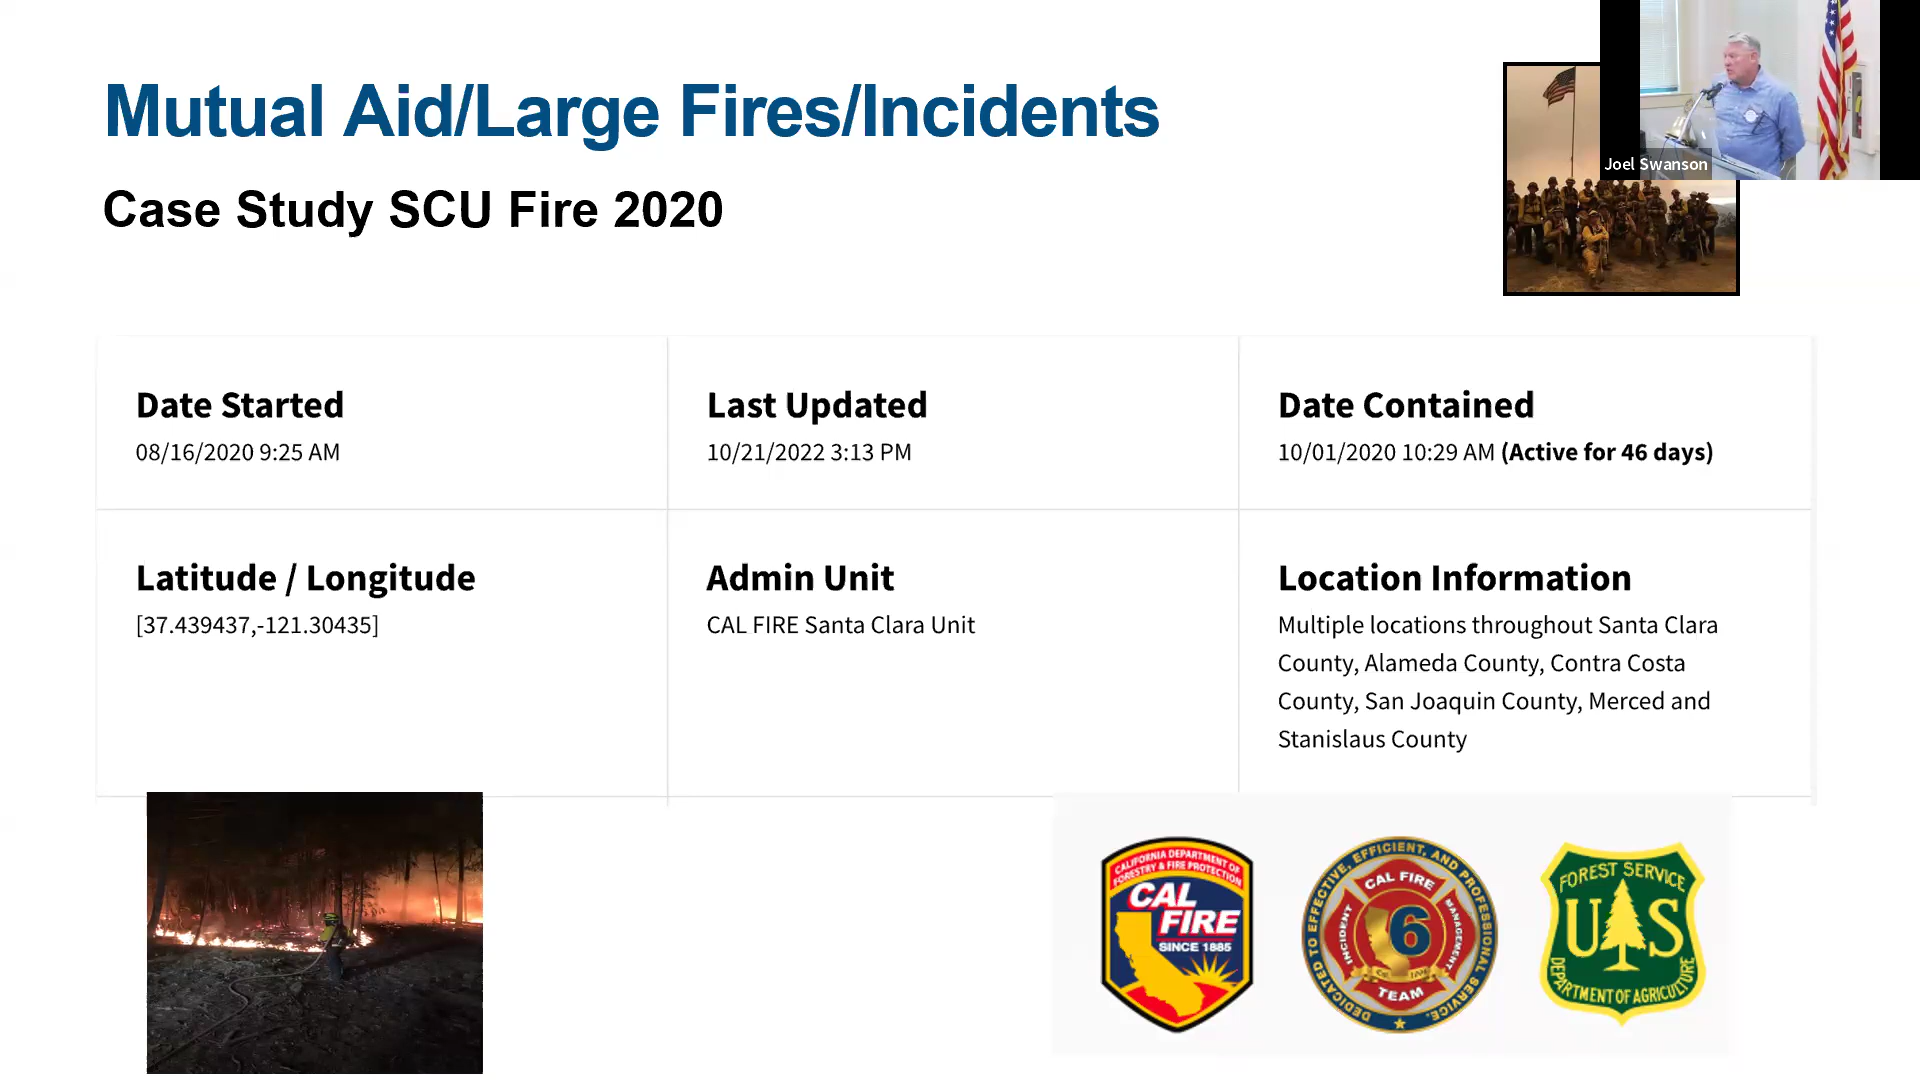 Mutual Aid/Large Fires/Incidents
Joel Swanson
Case Study SCU Fire 2020
Date Started
08/16/2020 9:25 AM
Last Updated
10/21/2022 3:13 PM
Date Contained
10/01/2020 10:29 AM (Active for 46 days)
Latitude / Longitude
[37.439437,-121.30435]
Admin Unit
CAL FIRE Santa Clara Unit
Location Information
Multiple locations throughout Santa Clara
County, Alameda County, Contra Costa
County, San Joaquin County, Merced and
Stanislaus County
CALIFORNIA DEPARTMENT OF
FORESTRY & FIRE PROTECTION
CAL
FIRE
SINCE 1885
DEDICATED TO EFFECTIVE, EFFICIENT, AND PROFESSIONAL SERVICE.
CAL FIRE
INCIDENT
MANAGEMENT
6
TEAM
FOREST SERVICE
U S
DEPARTMENT OF AGRICULTURE